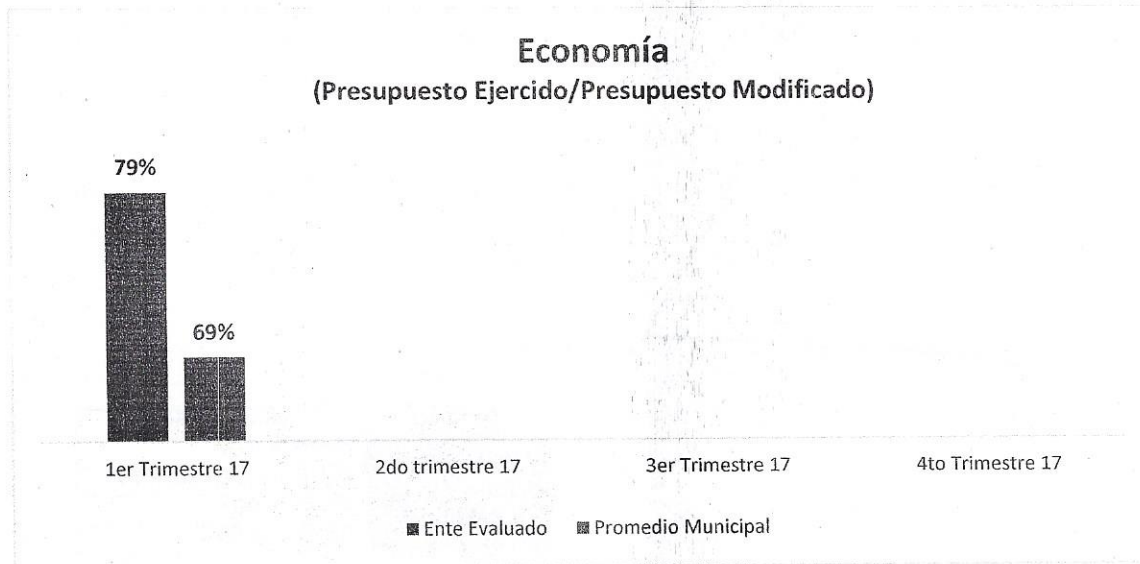 Economía
(Presupuesto Ejercido/Presupuesto Modificado)
79%
69%
1er Trimestre 17
2do trimestre 17
3er Trimestre 17
4to Trimestre 17
Ente Evaluado
Promedio Municipal